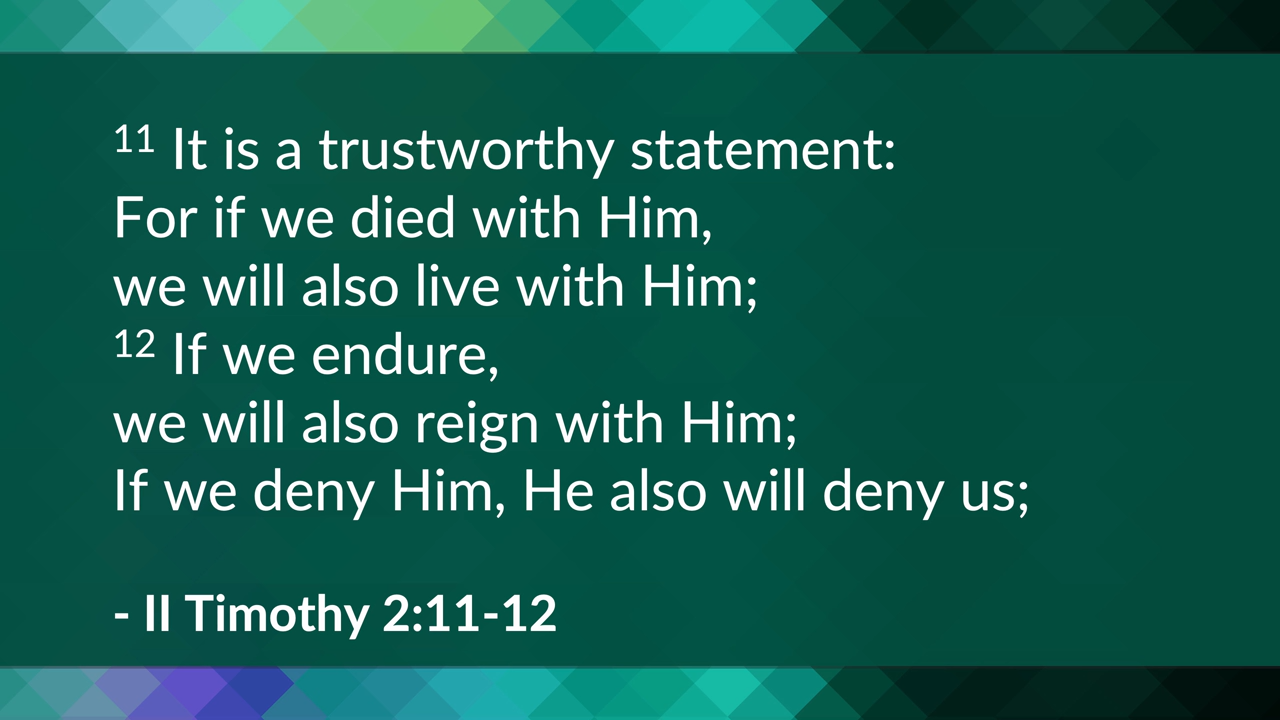 11 It is a trustworthy statement:
For if we died with Him,
we will also live with Him;
12 If we endure,
we will also reign with Him;
If we deny Him, He also will deny us;
- II Timothy 2:11-12